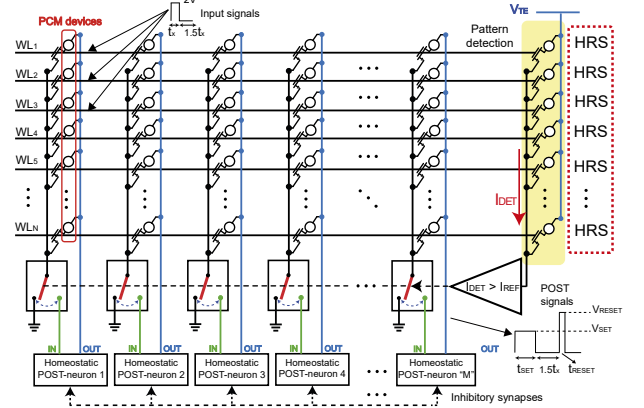 PCM devices
2V
tx 1.5tx
Input signals
VTE
Pattern
detection
WL1
WL2
WL3
WL4
WL5
WLN
HRS
HRS
HRS
HRS
HRS
HRS
IDET
IDET > IREF
POST
signals
VRESET
VSET
tSET 1.5tx tRESET
IN OUT
IN OUT
IN OUT
IN OUT
IN OUT
Homeostatic
POST-neuron 1
Homeostatic
POST-neuron 2
Homeostatic
POST-neuron 3
Homeostatic
POST-neuron 4
Homeostatic
POST-neuron "M"
Inhibitory synapses